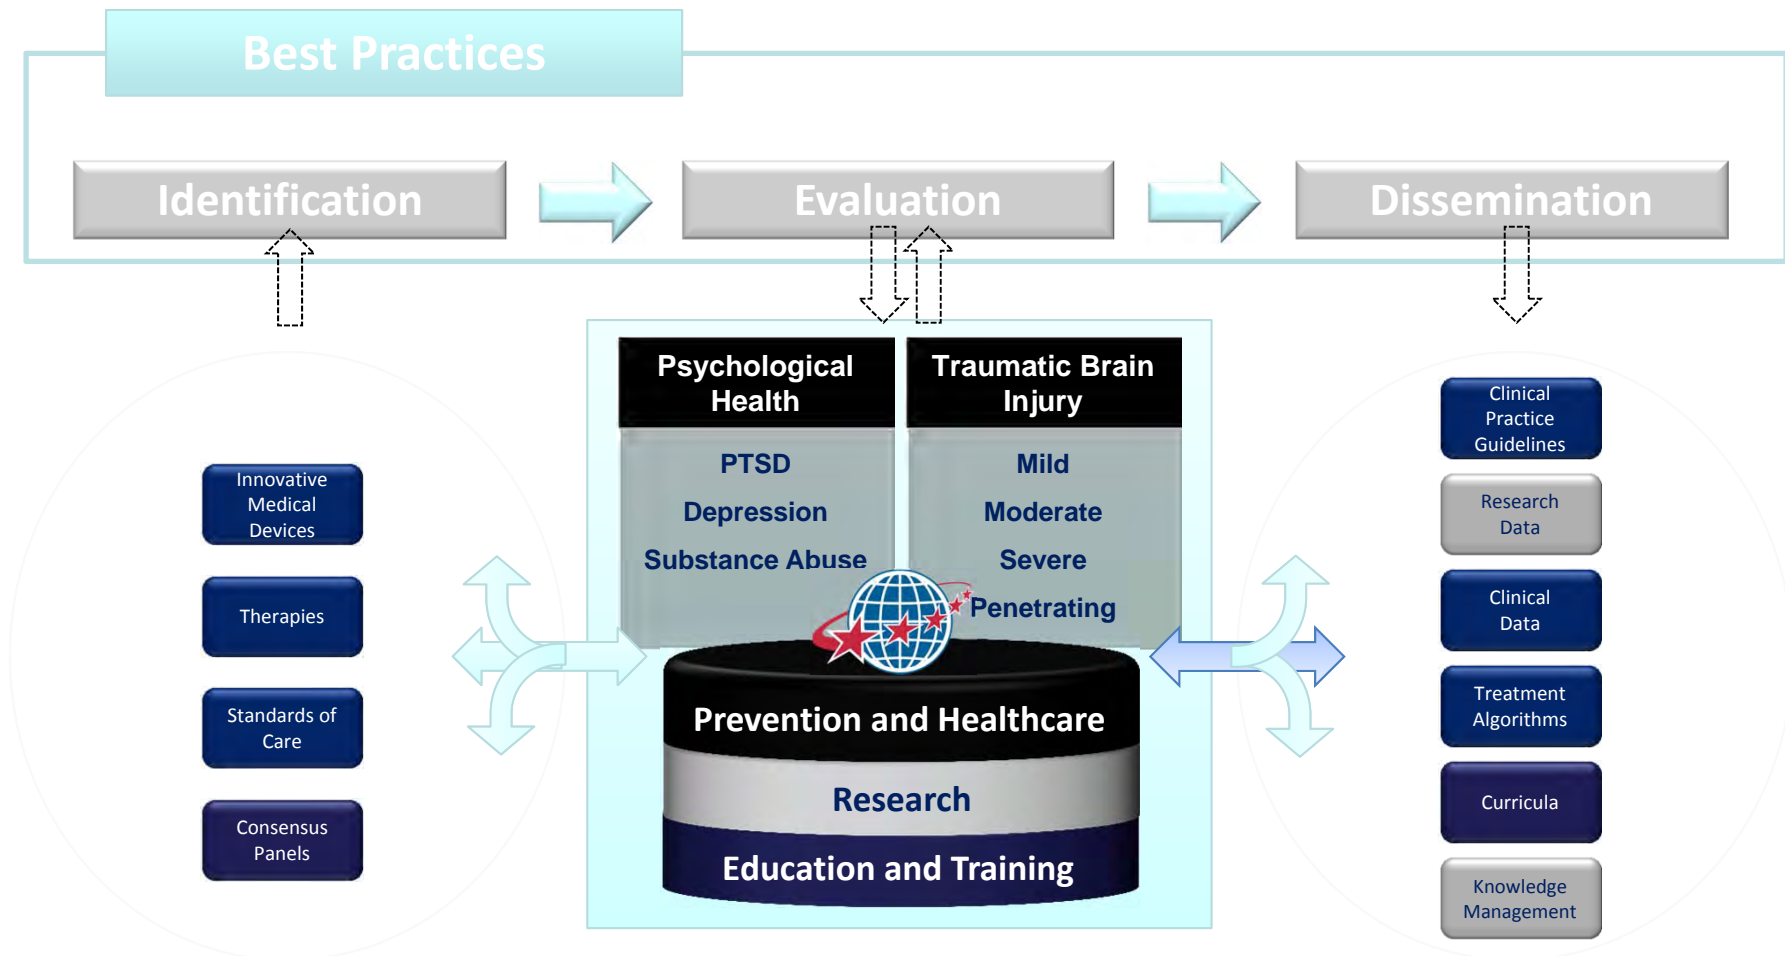 Best Practices
Identification
Evaluation
Dissemination
Innovative
Medical
Devices
Therapies
Standards of
Care
Consensus
Panels
Psychological
Health
PTSD
Depression
Substance Abuse
Traumatic Brain
Injury
Mild
Moderate
Severe
Penetrating
Prevention and Healthcare
Research
Education and Training
Clinical
Practice
Guidelines
Research
Data
Clinical
Data
Treatment
Algorithms
Curricula
Knowledge
Management